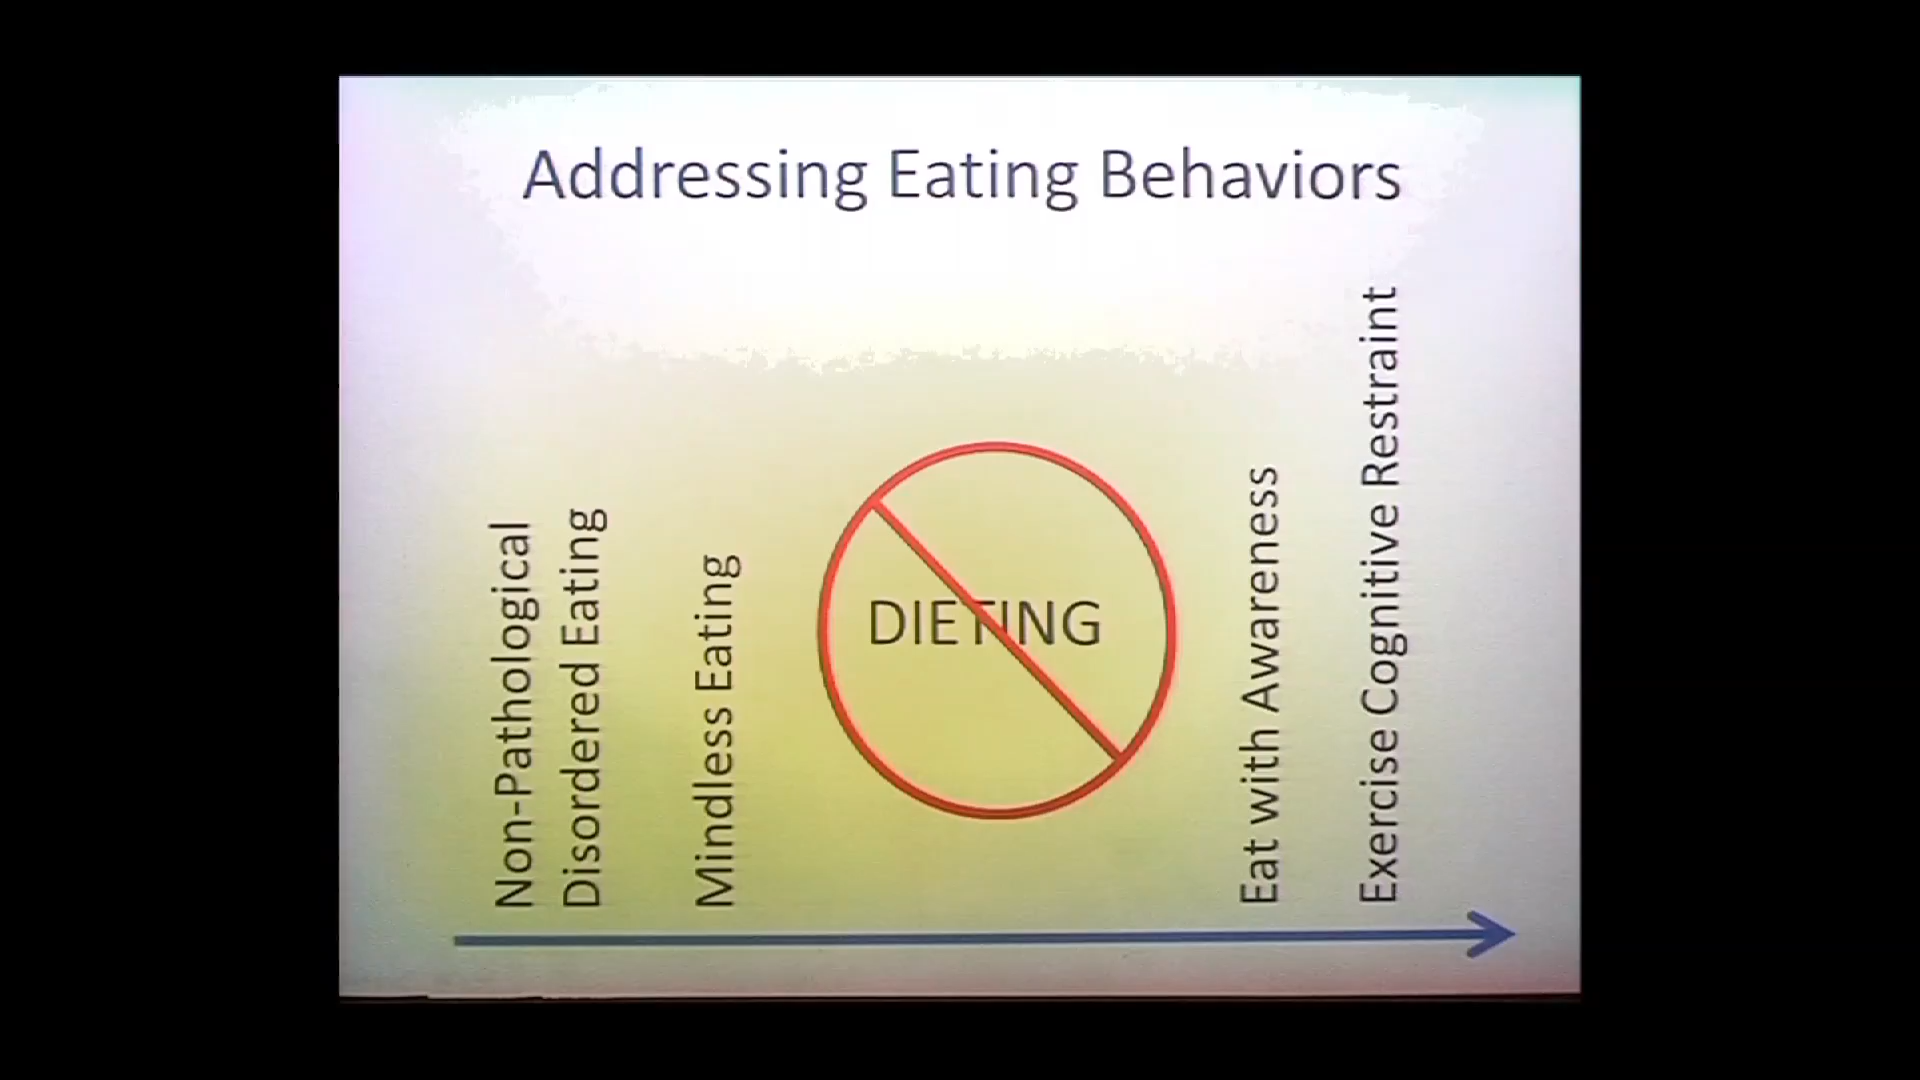 Addressing Eating Behaviors
Non-Pathological
Disordered Eating
Mindless Eating
DIETING
Eat with Awareness
Exercise Cognitive Restraint